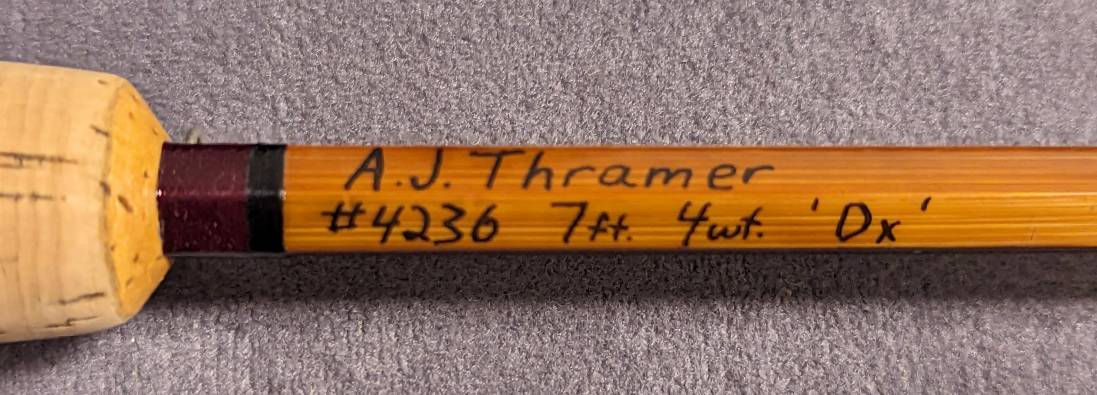 A.J. Thramer
#4236 7ft. 4wt. 'Dx'